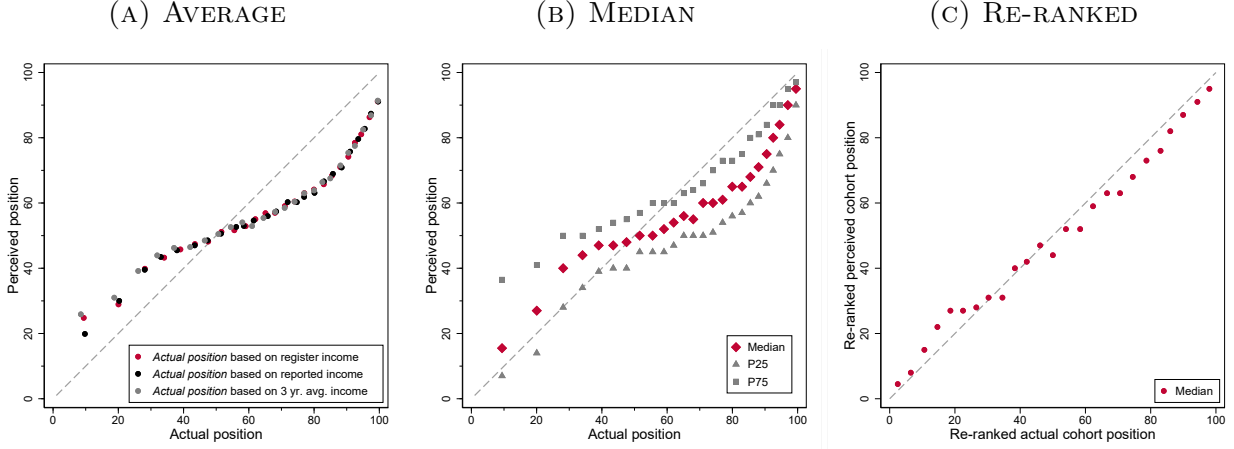 (A) AVERAGE
100
80
60
40
20
0
Perceived position
0 20 40 60 80 100
Actual position
Actual position based on register income
Actual position based on reported income
Actual position based on 3 yr. avg. income
(B) MEDIAN
100
80
60
40
20
0
Perceived position
0 20 40 60 80 100
Actual position
Median
P25
P75
(C) RE-RANKED
100
80
60
40
20
0
Re-ranked perceived cohort position
0 20 40 60 80 100
Re-ranked actual cohort position
Median